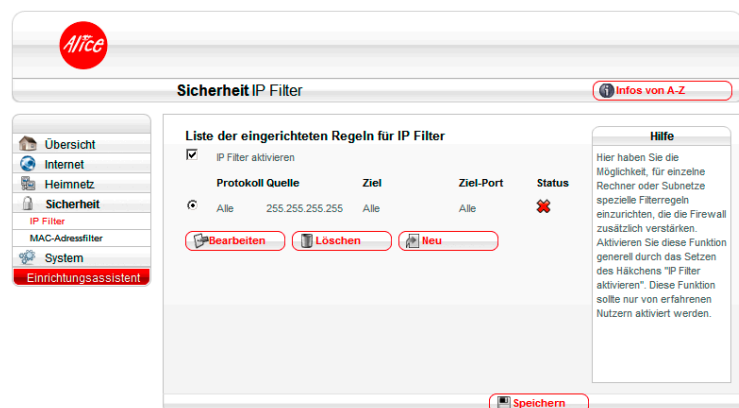 Alice
Sicherheit IP Filter
Infos von A-Z
Übersicht
Internet
Heimnetz
Sicherheit
IP Filter
MAC-Adressfilter
System
Einrichtungsassistent
Liste der eingerichteten Regeln für IP Filter
IP Filter aktivieren
Protokoll Quelle Ziel Ziel-Port Status
Alle 255.255.255.255 Alle Alle
Bearbeiten Löschen Neu
Hilfe
Hier haben Sie die
Möglichkeit, für einzelne
Rechner oder Subnetze
spezielle Filterregeln
einzurichten, die die Firewall
zusätzlich verstärken.
Aktivieren Sie diese Funktion
generell durch das Setzen
des Häkchens "IP Filter
aktivieren". Diese Funktion
sollte nur von erfahrenen
Nutzern aktiviert werden.
Speichern